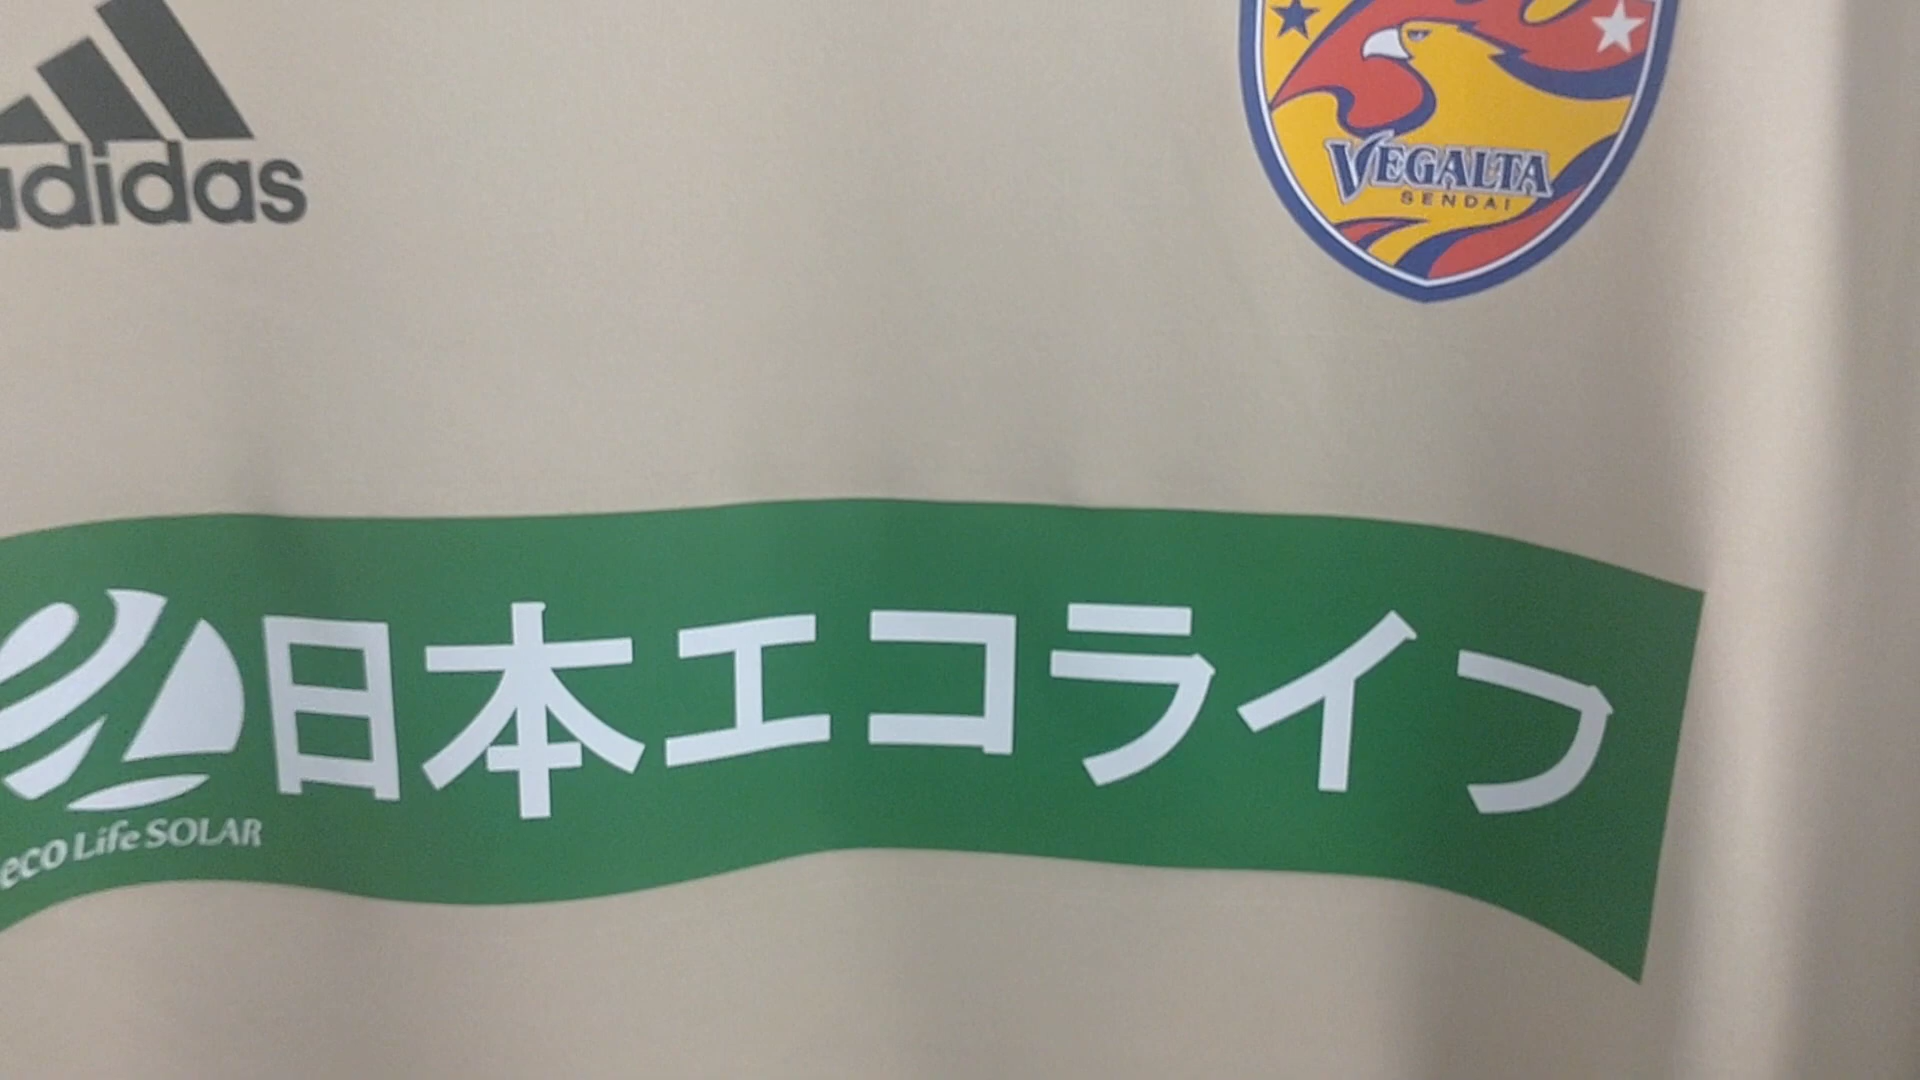 adidas
VEGALTA
SENDAI
日本エコライフ
eco Life SOLAR